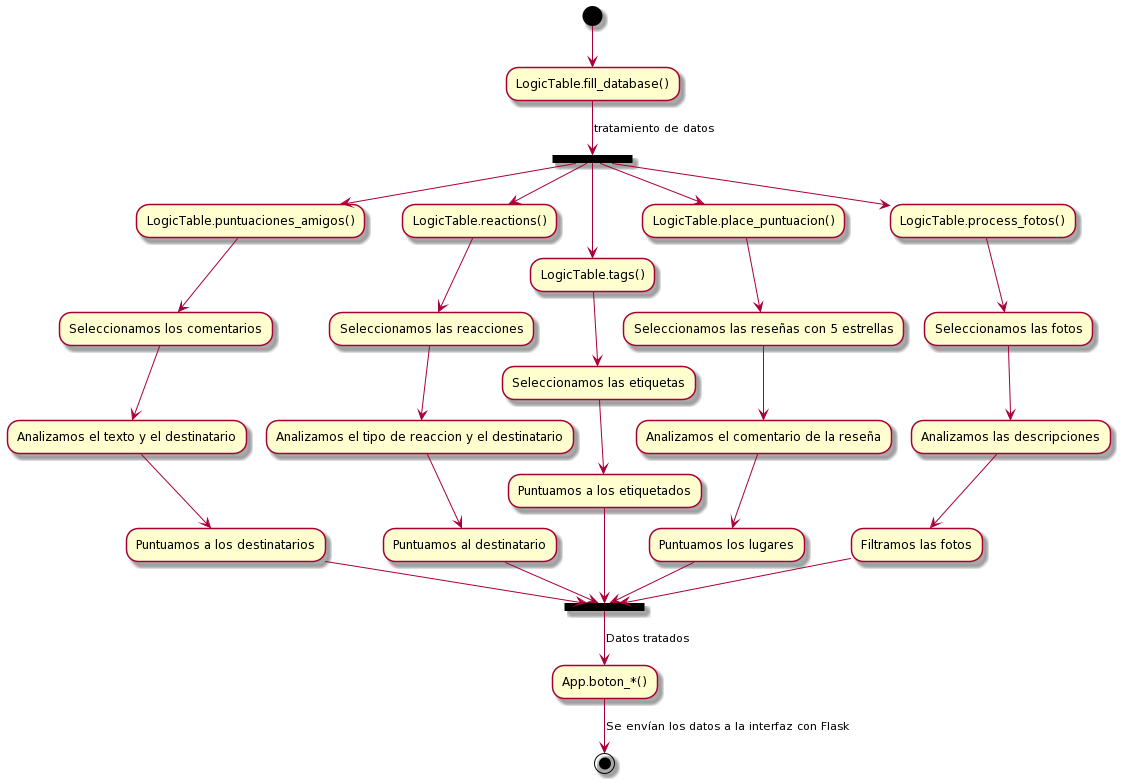 LogicTable.fill_database()
tratamiento de datos
LogicTable.puntuaciones_amigos()
LogicTable.reactions()
LogicTable.place_puntuacion()
LogicTable.process_fotos()
LogicTable.tags()
Seleccionamos los comentarios
Seleccionamos las reacciones
Seleccionamos las reseñas con 5 estrellas
Seleccionamos las fotos
Seleccionamos las etiquetas
Analizamos el texto y el destinatario
Analizamos el tipo de reaccion y el destinatario
Analizamos el comentario de la reseña
Analizamos las descripciones
Puntuamos a los etiquetados
Puntuamos a los destinatarios
Puntuamos al destinatario
Puntuamos los lugares
Filtramos las fotos
Datos tratados
App.boton_*()
Se envían los datos a la interfaz con Flask